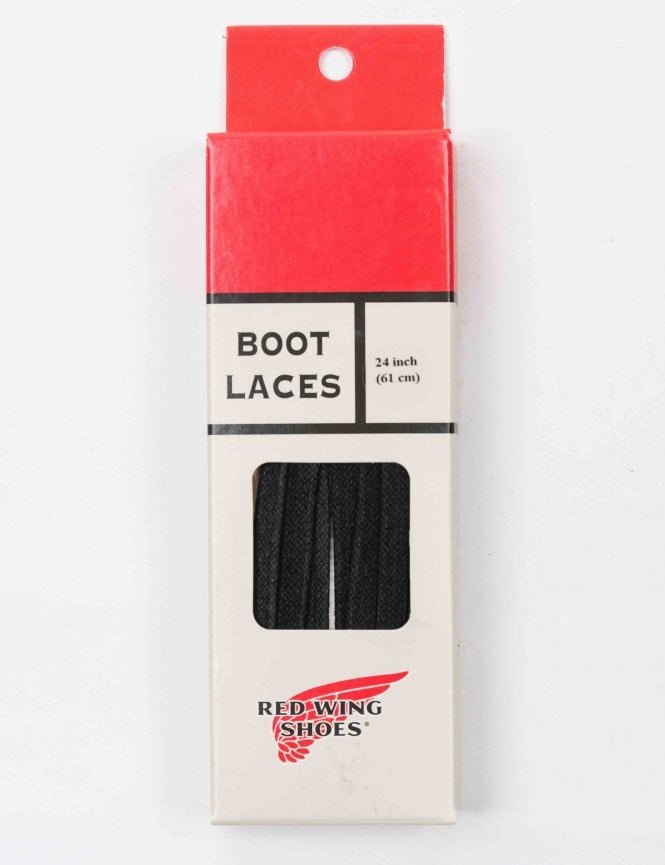 BOOT
LACES
24 inch
(61 cm)
RED WING
SHOES®